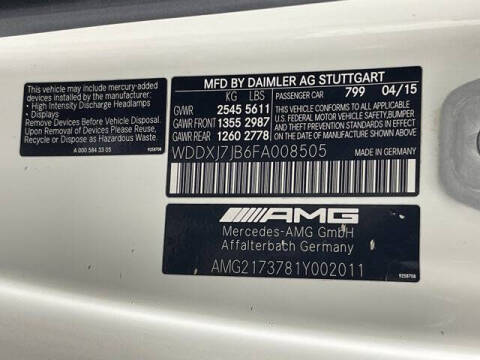 This vehicle may include mercury-added
devices installed by the manufacturer:
- High Intensity Discharge Headlamps
- Displays
Remove Devices Before Vehicle Disposal.
Upon Removal of Devices Please Reuse,
Recycle or Dispose as Hazardous Waste.
A 000 584 33 05
MFD BY DAIMLER AG STUTTGART
KG LBS
PASSENGER CAR 799 04/15
GVWR 2545 5611
GAWR FRONT 1355 2987
GAWR REAR 1260 2778
THIS VEHICLE CONFORMS TO ALL APPLICABLE
U.S. FEDERAL MOTOR VEHICLE SAFETY, BUMPER,
AND THEFT PREVENTION STANDARDS IN EFFECT
ON THE DATE OF MANUFACTURE SHOWN ABOVE.
WDDXJ7JB6FA008505
MADE IN GERMANY
AMG
Mercedes-AMG GmbH
Affalterbach Germany
AMG2173781Y002011